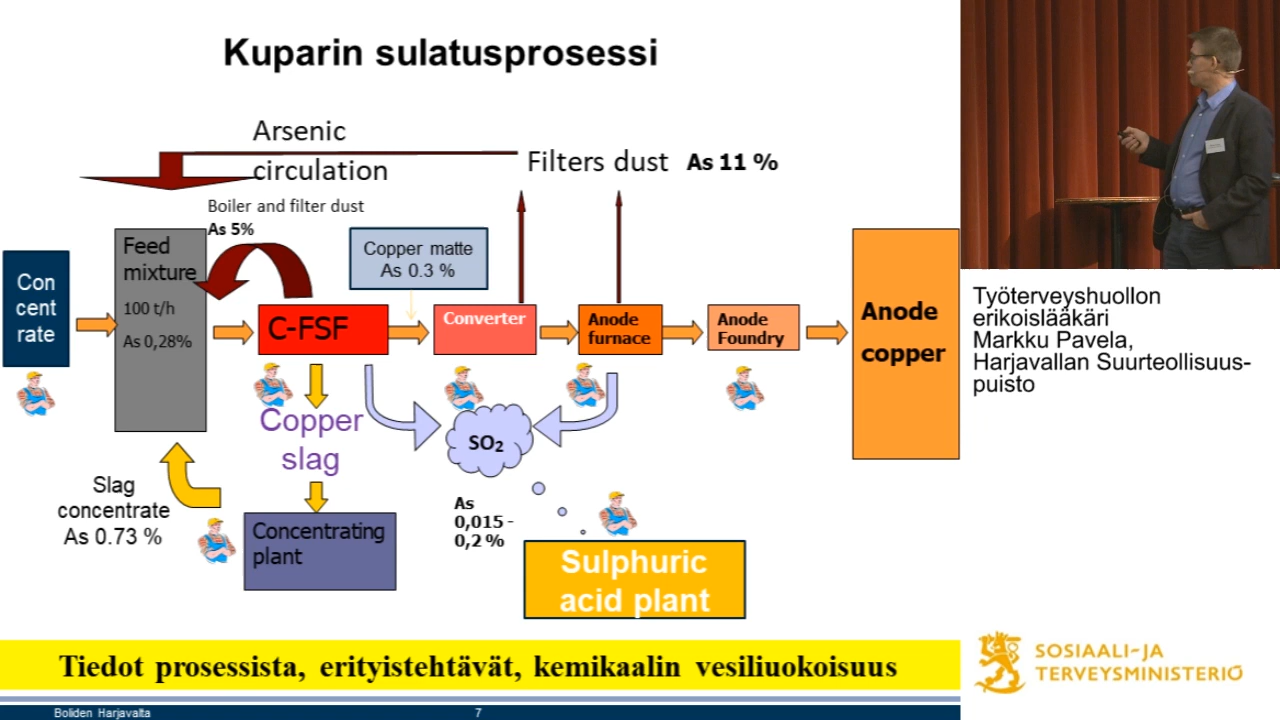 Kuparin sulatusprosessi
Arsenic
circulation
Filters dust As 11 %
Boiler and filter dust
As 5%
Con
cent
rate
Feed
mixture
100 t/h
As 0,28%
Copper matte
As 0.3 %
C-FSF
Converter
Anode
furnace
Anode
Foundry
Anode
copper
Copper
slag
SO₂
Slag
concentrate
As 0.73 %
Concentrating
plant
As
0,015 -
0,2 %
Sulphuric
acid plant
Tiedot prosessista, erityistehtävät, kemikaalin vesiliuokoisuus
Boliden Harjavalta
7
Työterveyshuollon
erikoislääkäri
Markku Pavela,
Harjavallan Suurteollisuus-
puisto
SOSIAALI- JA
TERVEYSMINISTERIÖ